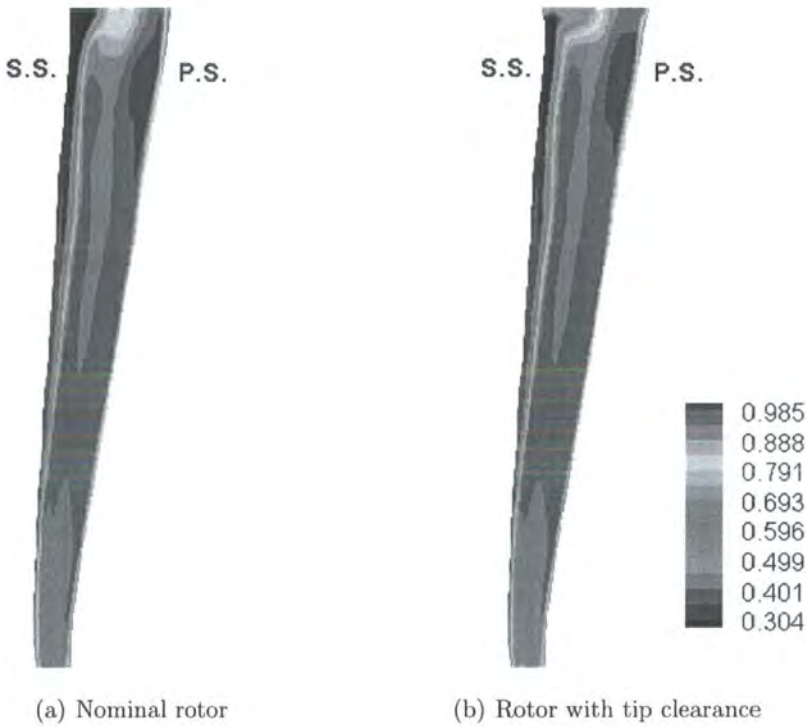 S.S.
P.S.
S.S.
P.S.
0.985
0.888
0.791
0.693
0.596
0.499
0.401
0.304
(a) Nominal rotor
(b) Rotor with tip clearance